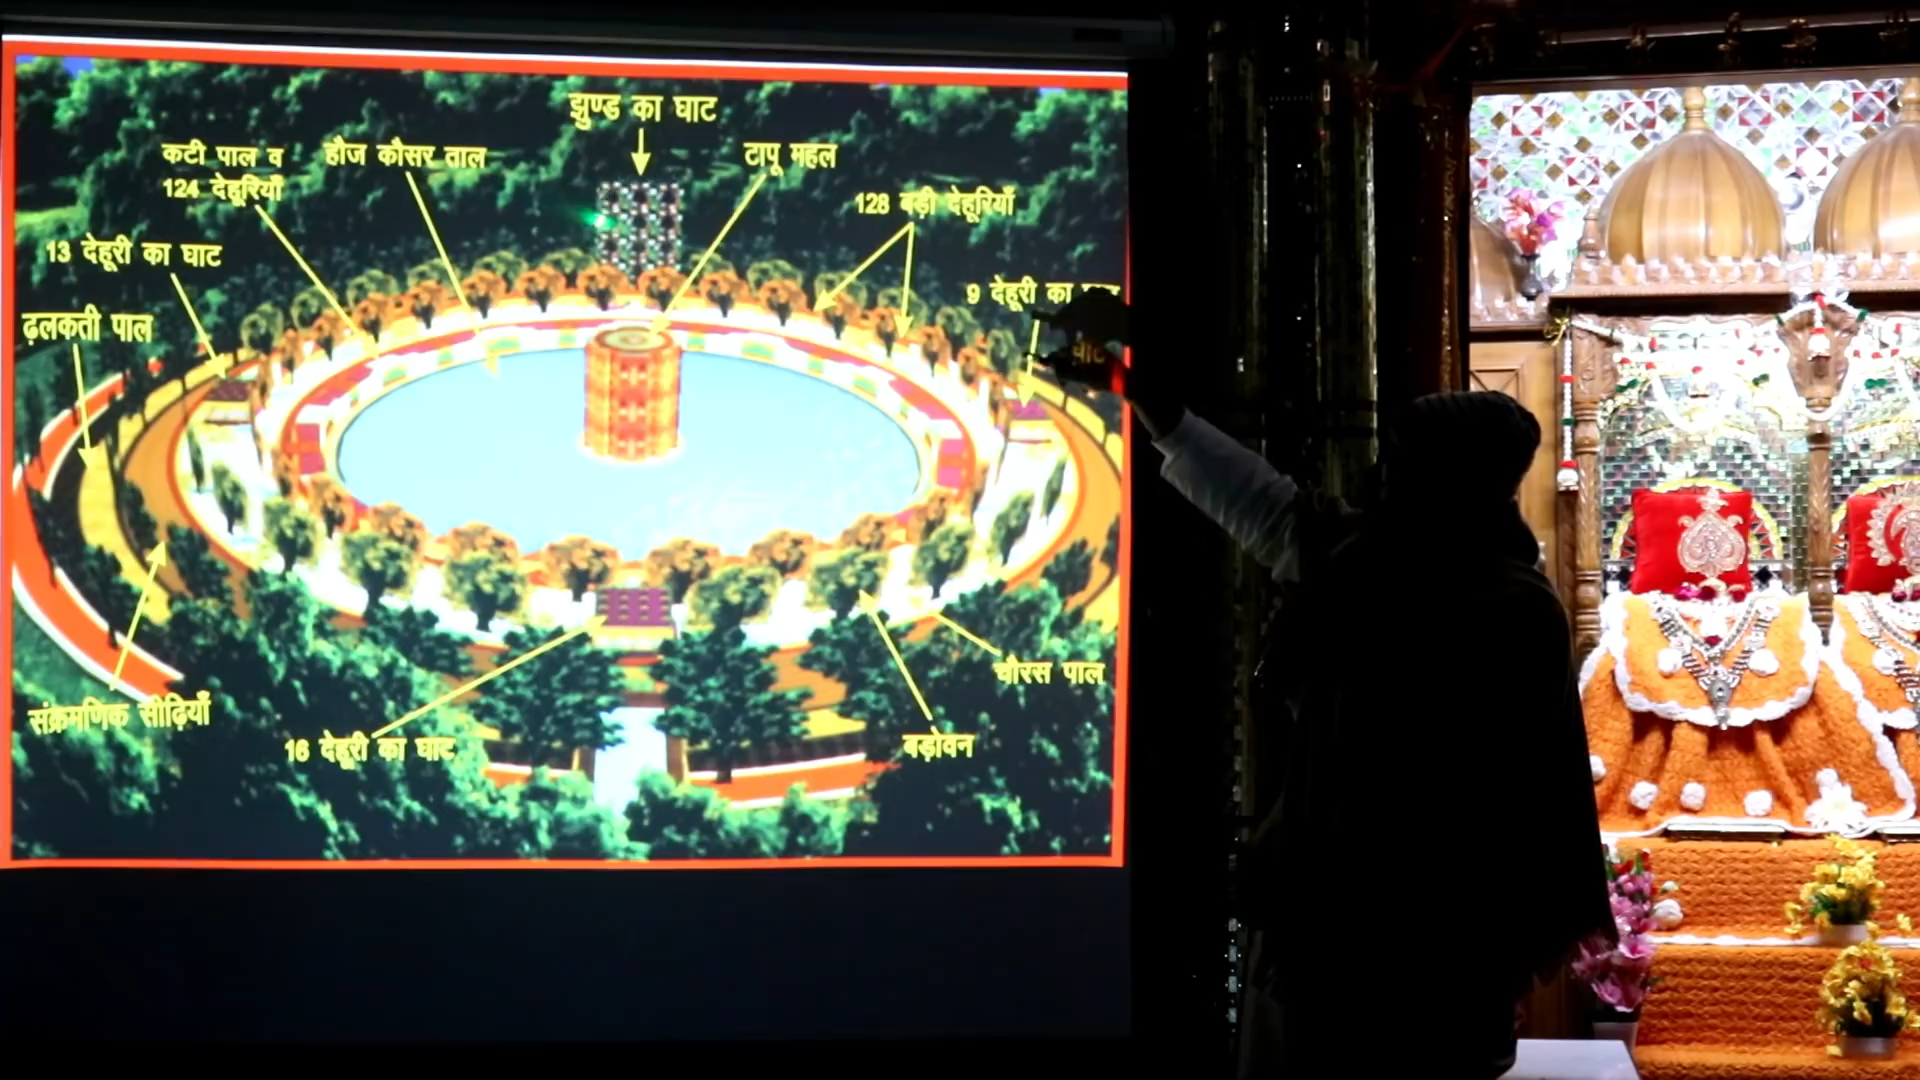 झुण्ड का घाट
कटी पाल व
124 देहूरियाँ
हौज कौसर ताल
टापू महल
128 बड़ी देहूरियाँ
13 देहूरी का घाट
9 देहूरी का
घाट
ढ़लकती पाल
चौरस पाल
संक्रमणिक सीढ़ियाँ
16 देहूरी का घाट
बड़ोवन